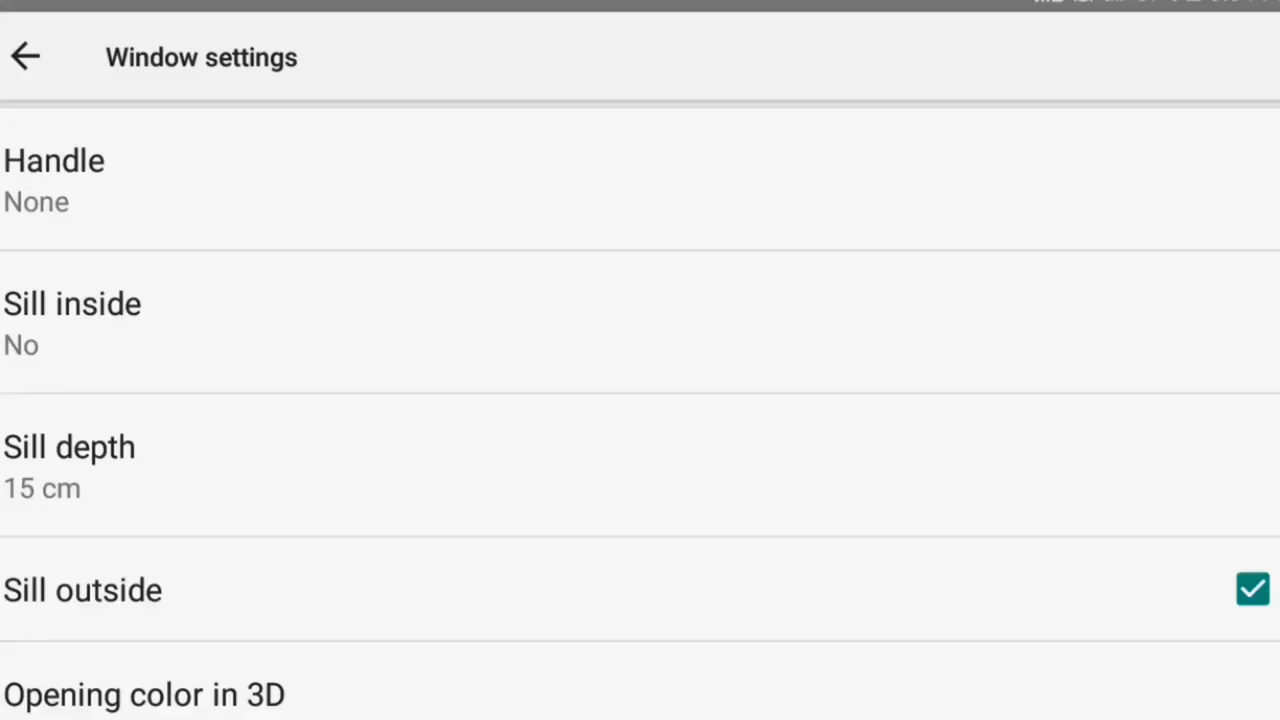 Window settings
Handle
None
Sill inside
No
Sill depth
15 cm
Sill outside
Opening color in 3D